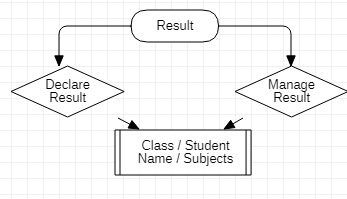 Result
Declare
Result
Manage
Result
Class / Student
Name / Subjects